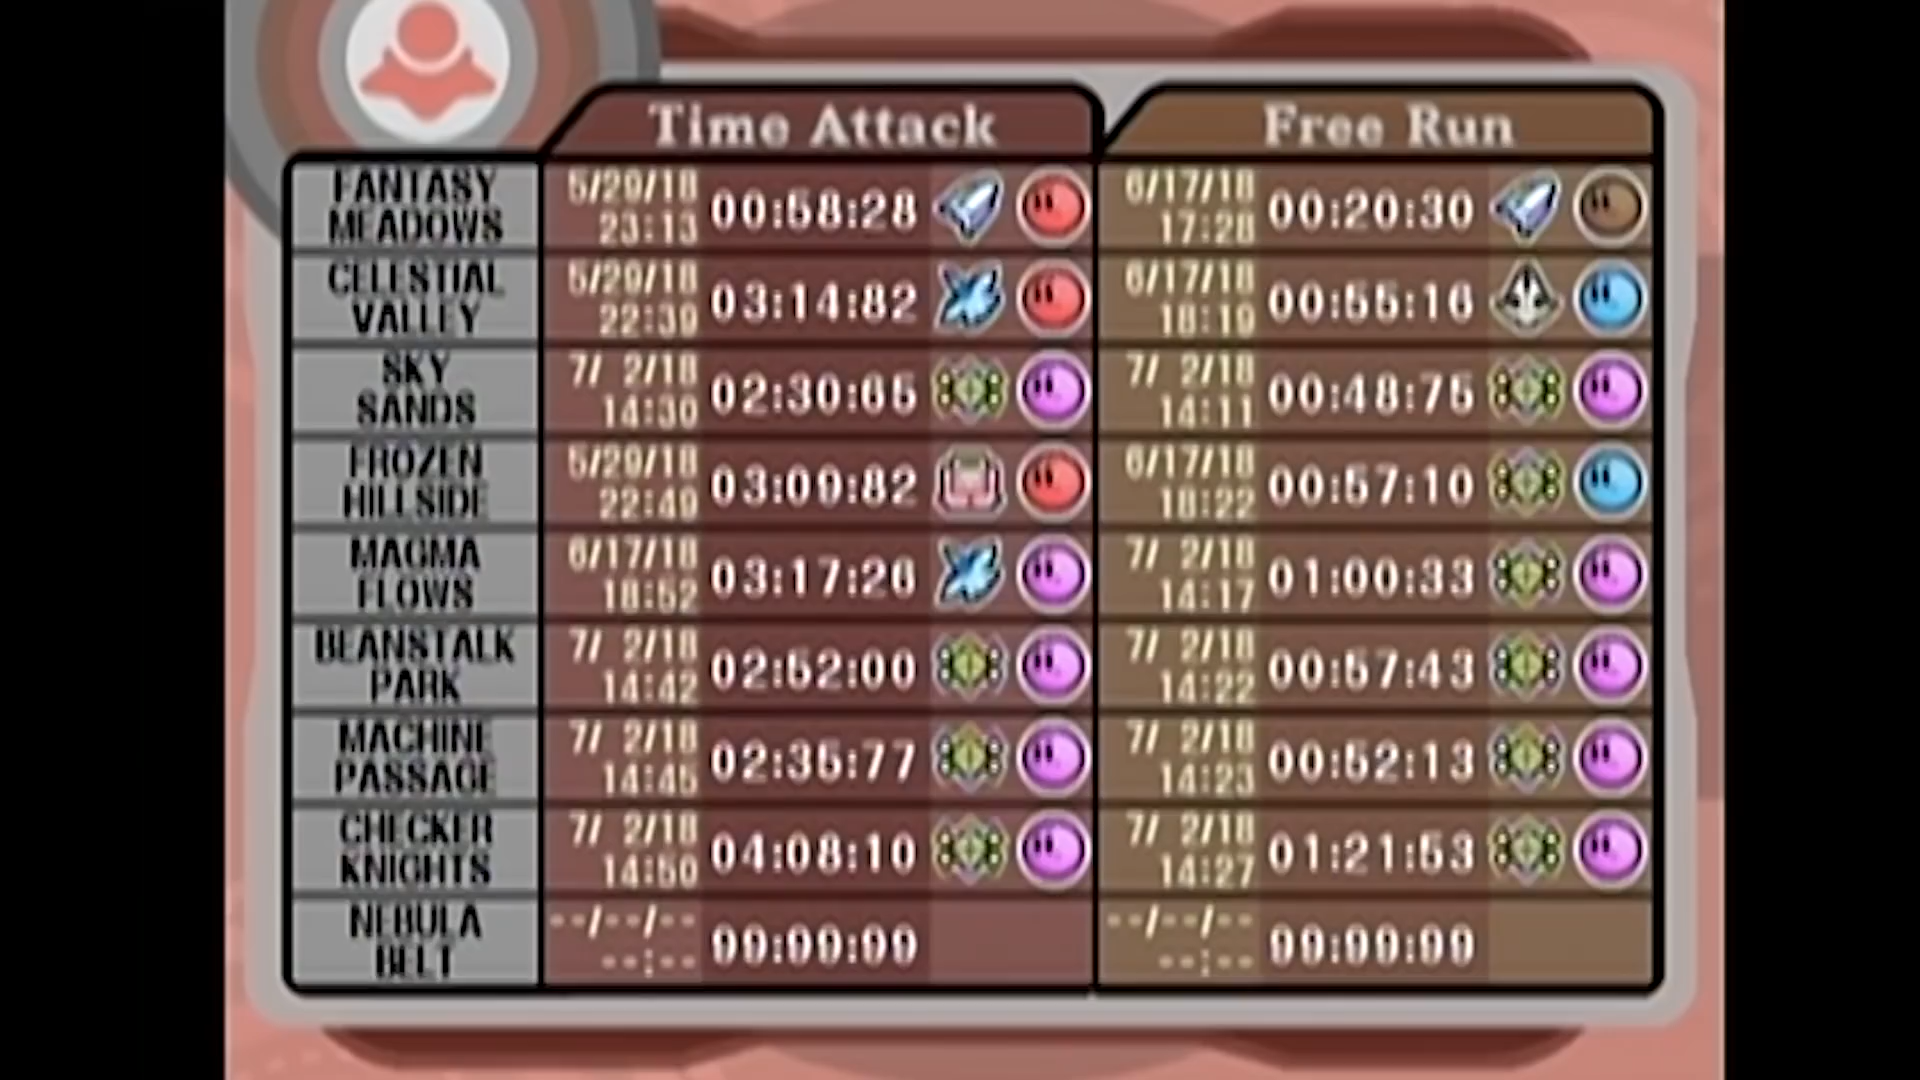 Time Attack
Free Run
FANTASY
MEADOWS
5/29/18
23:13
00:58:28
6/17/18
17:28
00:20:30
CELESTIAL
VALLEY
5/29/18
22:39
03:14:82
6/17/18
18:19
00:55:16
SKY
SANDS
7/ 2/18
14:30
02:30:65
7/ 2/18
14:11
00:48:75
FROZEN
HILLSIDE
5/29/18
22:49
03:09:82
6/17/18
18:22
00:57:10
MAGMA
FLOWS
6/17/18
18:52
03:17:26
7/ 2/18
14:17
01:00:33
BEANSTALK
PARK
7/ 2/18
14:42
02:52:00
7/ 2/18
14:22
00:57:43
MACHINE
PASSAGE
7/ 2/18
14:45
02:35:77
7/ 2/18
14:23
00:52:13
CHECKER
KNIGHTS
7/ 2/18
14:50
04:08:10
7/ 2/18
14:27
01:21:53
NEBULA
BELT
--/--/--
--:--
99:99:99
--/--/--
--:--
99:99:99